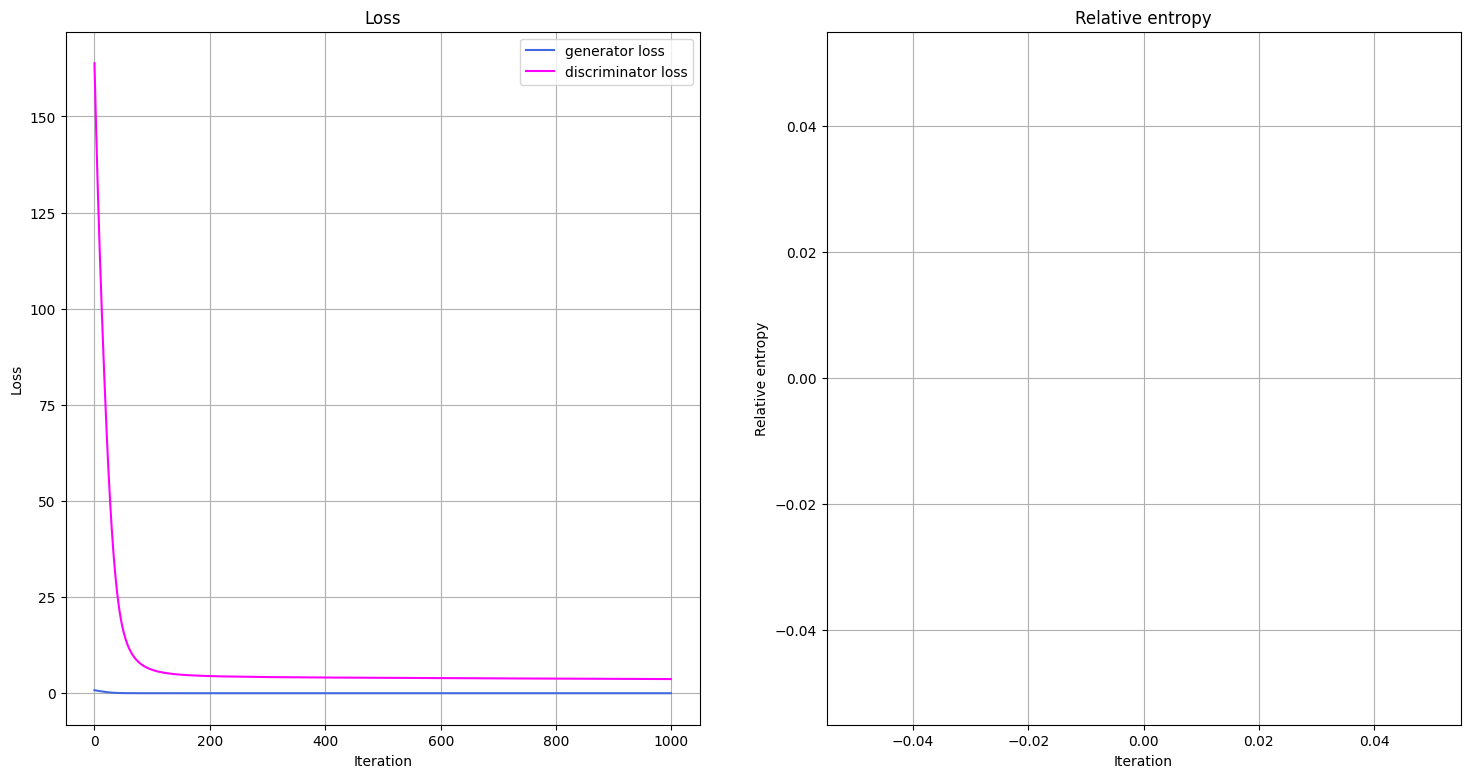 Loss
generator loss
discriminator loss
150
125
100
75
50
25
0
Loss
0 200 400 600 800 1000
Iteration
Relative entropy
0.04
0.02
0.00
−0.02
−0.04
Relative entropy
−0.04 −0.02 0.00 0.02 0.04
Iteration